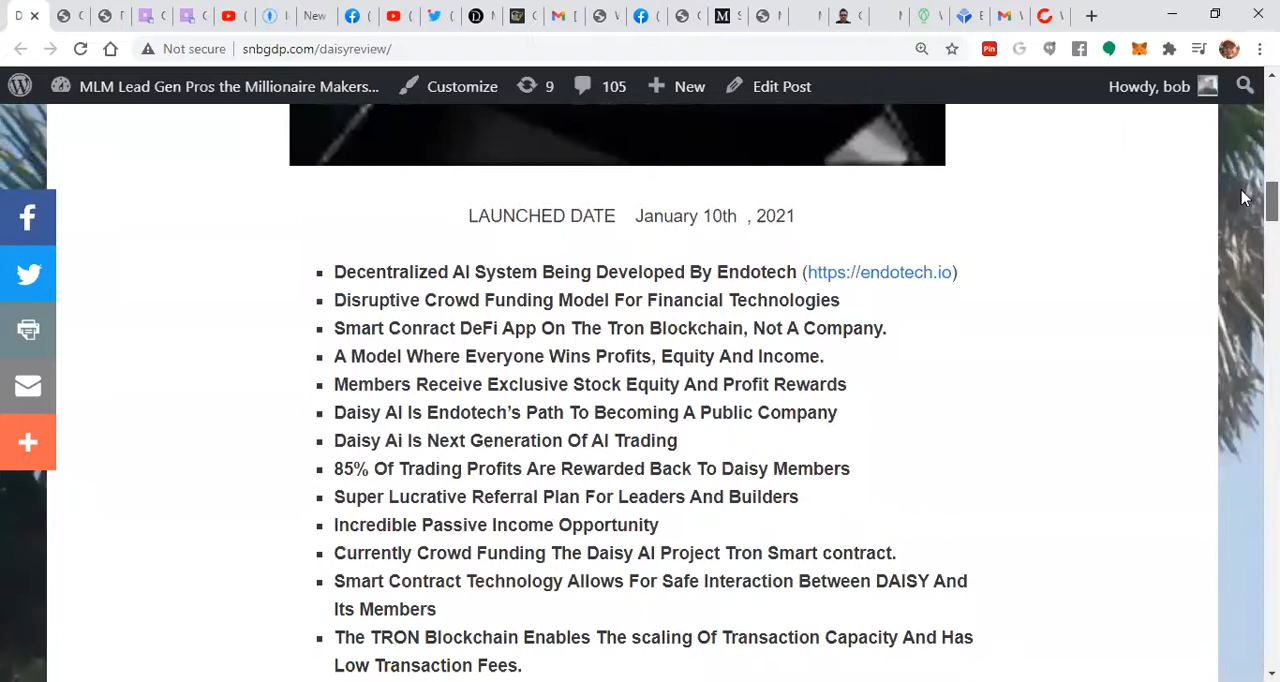 New
Not secure snbgdp.com/daisyreview/
MLM Lead Gen Pros the Millionaire Makers... Customize 9 105 New Edit Post Howdy, bob
LAUNCHED DATE January 10th , 2021
Decentralized AI System Being Developed By Endotech (https://endotech.io)
Disruptive Crowd Funding Model For Financial Technologies
Smart Conract DeFi App On The Tron Blockchain, Not A Company.
A Model Where Everyone Wins Profits, Equity And Income.
Members Receive Exclusive Stock Equity And Profit Rewards
Daisy AI Is Endotech's Path To Becoming A Public Company
Daisy Ai Is Next Generation Of AI Trading
85% Of Trading Profits Are Rewarded Back To Daisy Members
Super Lucrative Referral Plan For Leaders And Builders
Incredible Passive Income Opportunity
Currently Crowd Funding The Daisy AI Project Tron Smart contract.
Smart Contract Technology Allows For Safe Interaction Between DAISY And
Its Members
The TRON Blockchain Enables The scaling Of Transaction Capacity And Has
Low Transaction Fees.